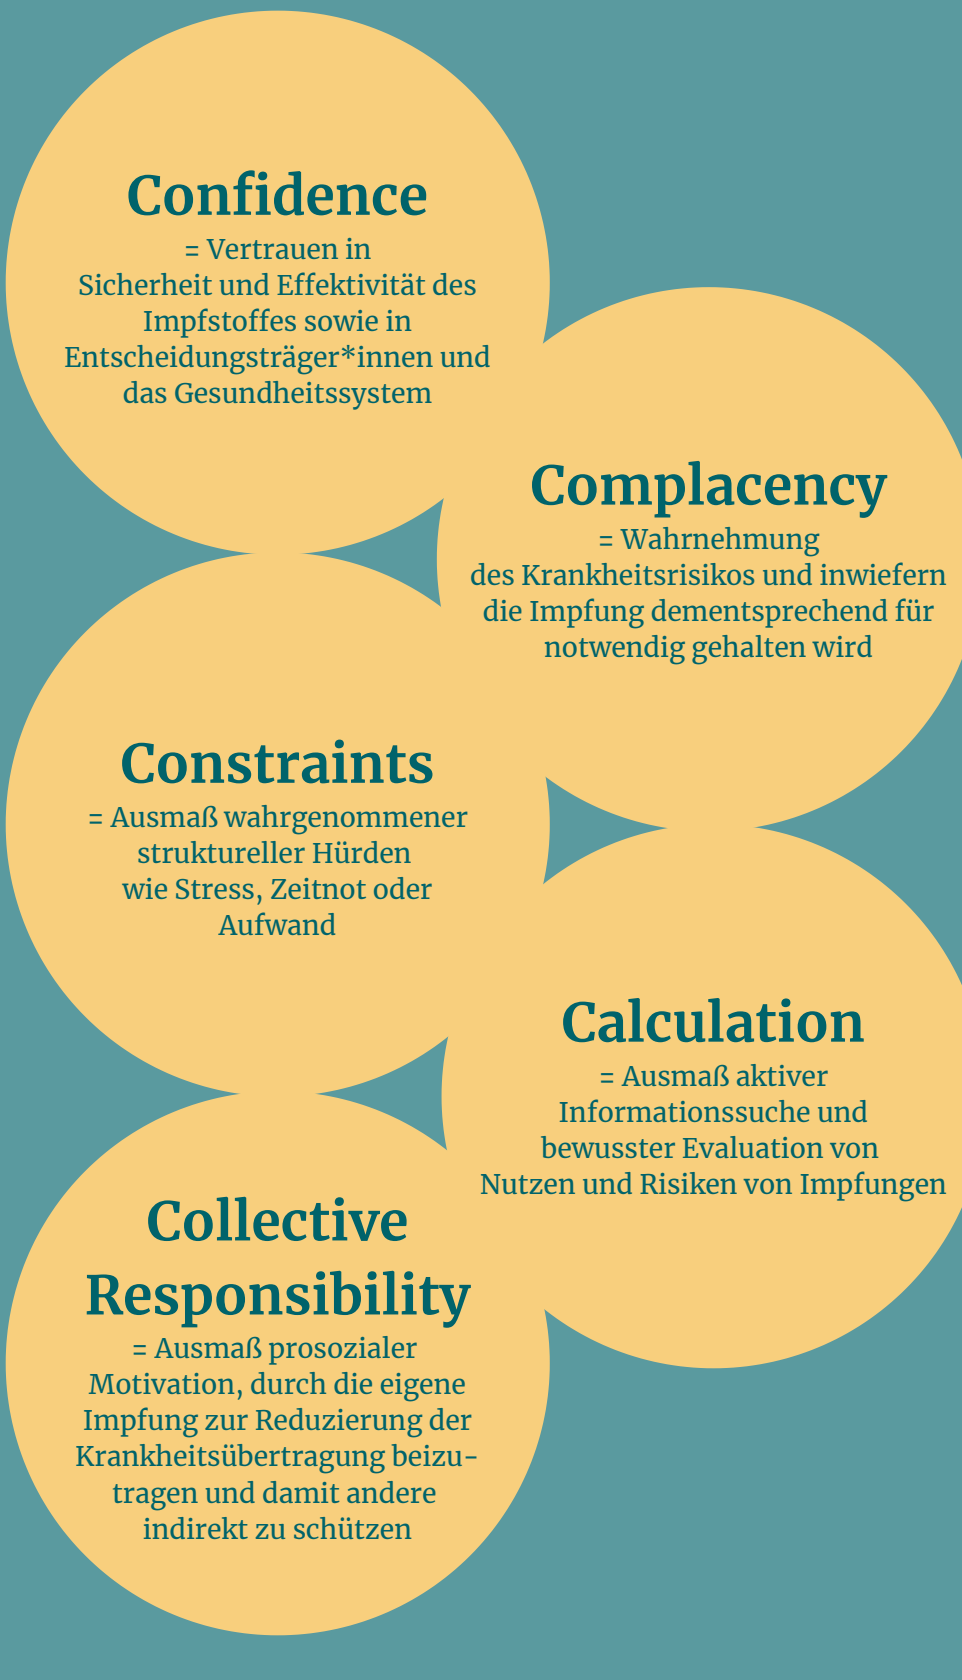 Confidence
= Vertrauen in
Sicherheit und Effektivität des
Impfstoffes sowie in
Entscheidungsträger*innen und
das Gesundheitssystem
Complacency
= Wahrnehmung
des Krankheitsrisikos und inwiefern
die Impfung dementsprechend für
notwendig gehalten wird
Constraints
= Ausmaß wahrgenommener
struktureller Hürden
wie Stress, Zeitnot oder
Aufwand
Calculation
= Ausmaß aktiver
Informationssuche und
bewusster Evaluation von
Nutzen und Risiken von Impfungen
Collective
Responsibility
= Ausmaß prosozialer
Motivation, durch die eigene
Impfung zur Reduzierung der
Krankheitsübertragung beizu-
tragen und damit andere
indirekt zu schützen